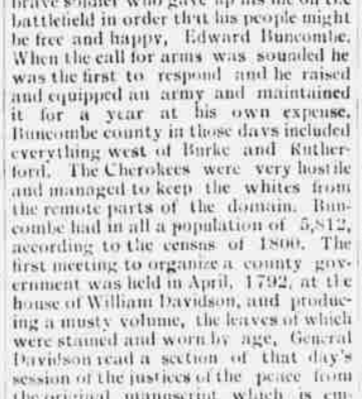 brave soldier who gave up his life on the
battlefield in order that his people might
be free and happy, Edward Buncombe.
When the call for arms was sounded he
was the first to respond and he raised
and equipped an army and maintained
it for a year at his own expense.
Buncombe county in those days included
everything west of Burke and Ruther-
ford. The Cherokees were very hostile
and managed to keep the whites from
the remote parts of the domain. Bun-
combe had in all a population of 5,812,
according to the census of 1800. The
first meeting to organize a county gov-
ernment was held in April, 1792, at the
house of William Davidson, and produc-
ing a musty volume, the leaves of which
were stained and worn by age, General
Davidson read a section of that day's
session of the justices of the peace from
the original manuscript which is em-